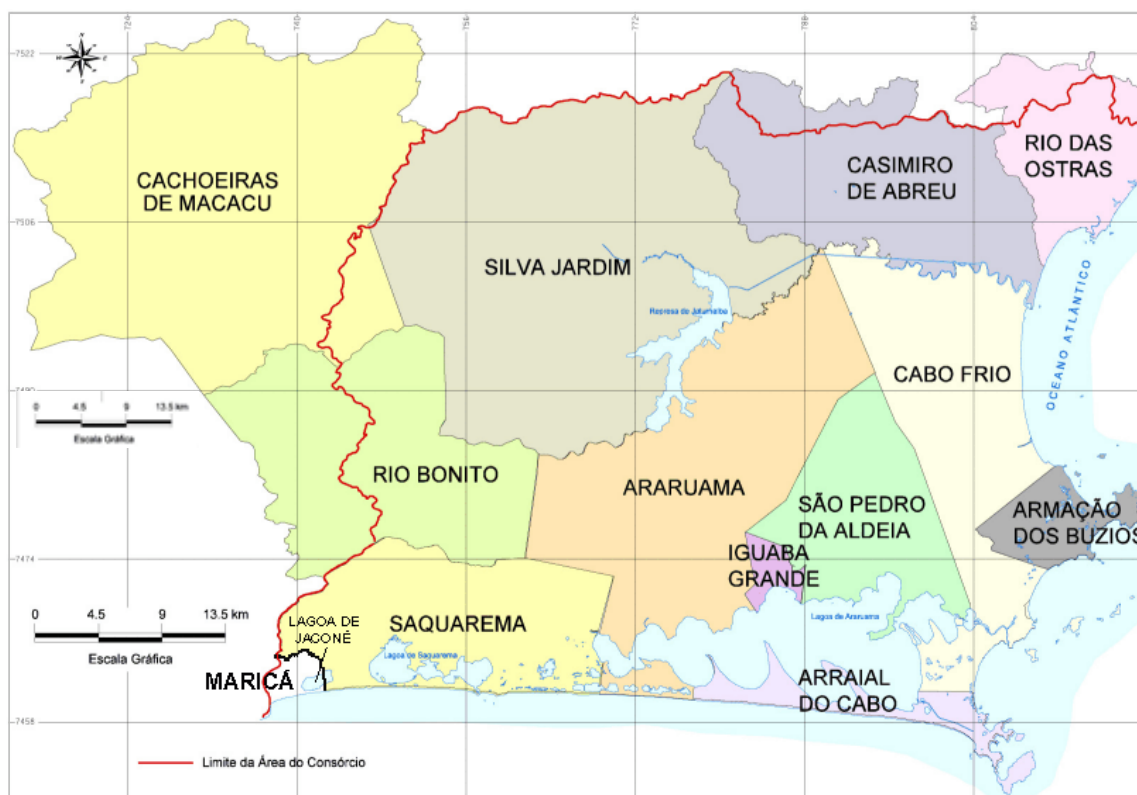 724
740
756
772
788
804
7522
N
CACHOEIRAS
DE MACACU
CASIMIRO
DE ABREU
RIO DAS
OSTRAS
7506
SILVA JARDIM
OCEANO ATLÂNTICO
Represa de Juturnaíba
7490
CABO FRIO
0 4.5 9 13.5 km
Escala Gráfica
RIO BONITO
ARARUAMA
SÃO PEDRO
DA ALDEIA
ARMAÇÃO
DOS BUZIOS
IGUABA
GRANDE
7474
0 4.5 9 13.5 km
Escala Gráfica
LAGOA DE
JACONÉ
SAQUAREMA
Lagoa de Araruama
Lagoa de Saquarema
MARICÁ
ARRAIAL
DO CABO
7458
Limite da Área do Consórcio